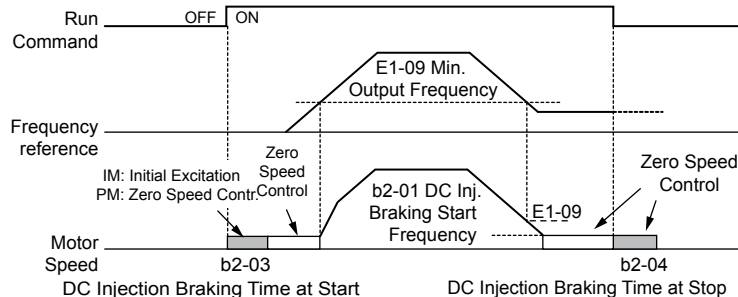 Run
Command
OFF
ON
E1-09 Min.
Output Frequency
Frequency
reference
IM: Initial Excitation
PM: Zero Speed Contr.
Zero
Speed
Control
b2-01 DC Inj.
Braking Start
Frequency
E1-09
Zero Speed
Control
Motor
Speed
b2-03
DC Injection Braking Time at Start
b2-04
DC Injection Braking Time at Stop